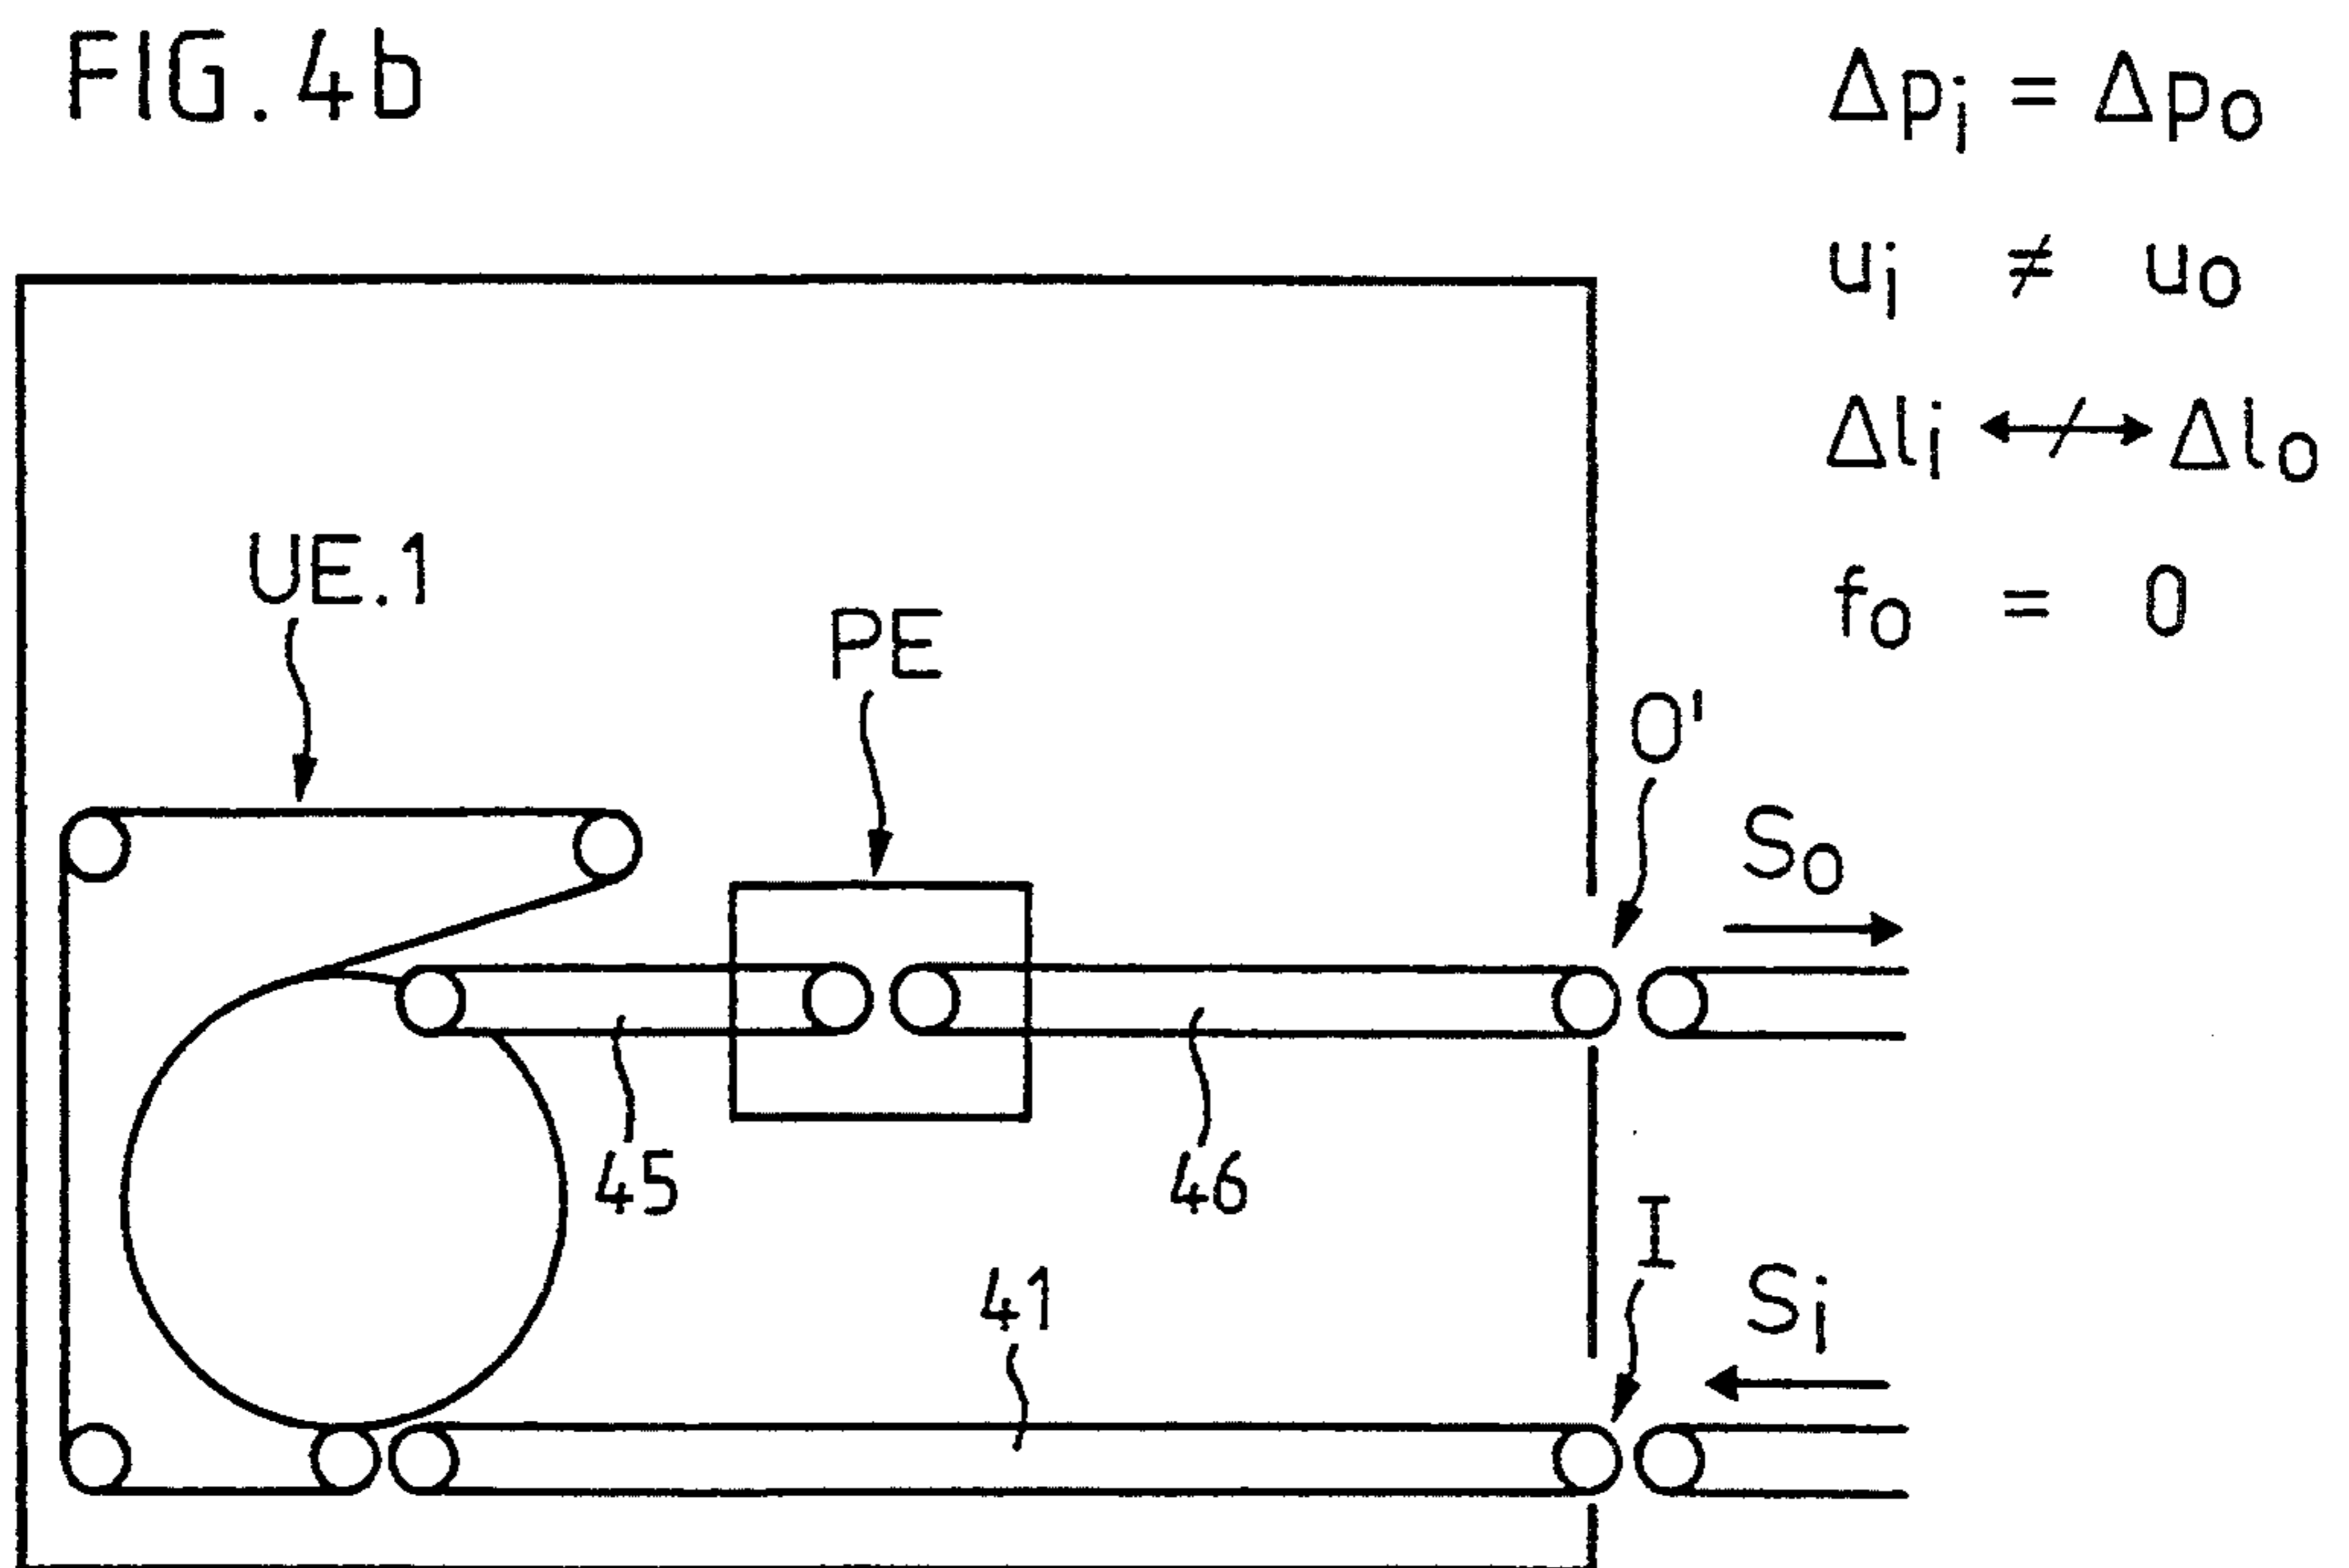 FIG. 4b
Δpi = Δpo
ui ≠ uo
Δli ↮ Δlo
fo = 0
UE.1
PE
O'
So
45
46
I
Si
41